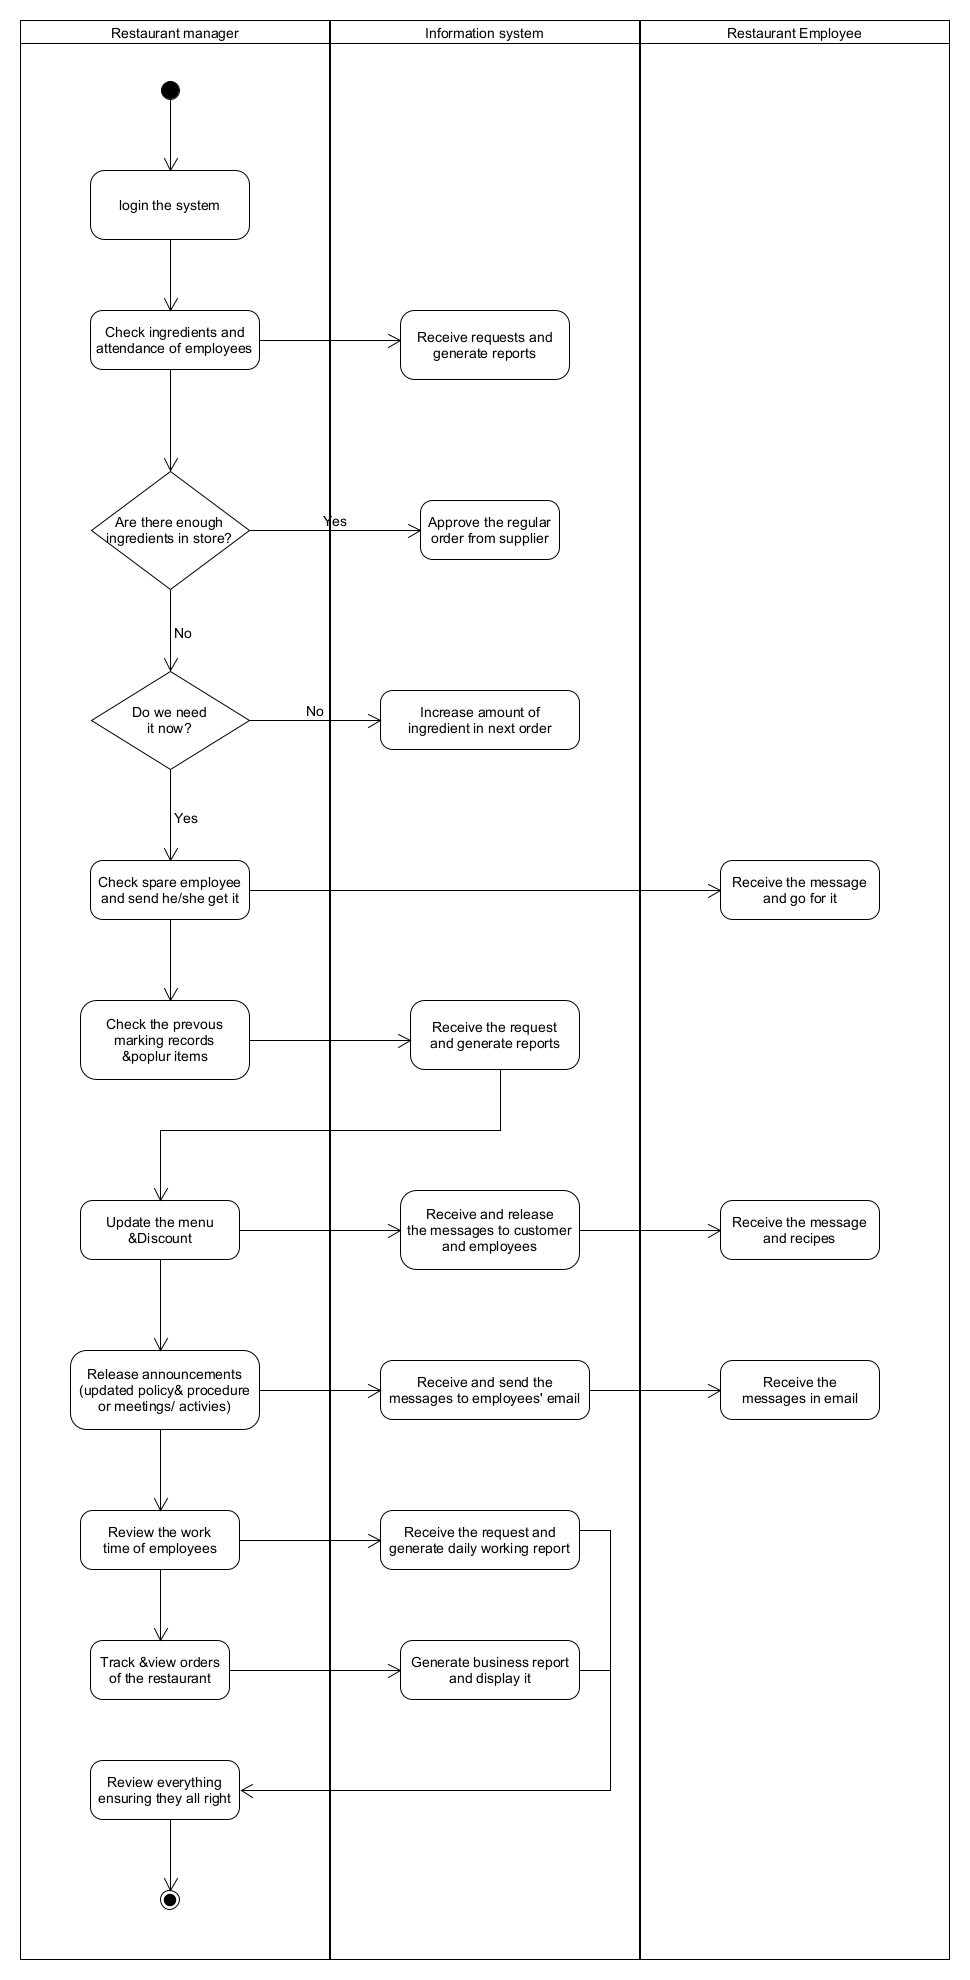 Restaurant manager
Information system
Restaurant Employee
login the system
Check ingredients and
attendance of employees
Receive requests and
generate reports
Are there enough
ingredients in store?
Yes
Approve the regular
order from supplier
No
Do we need
it now?
No
Increase amount of
ingredient in next order
Yes
Check spare employee
and send he/she get it
Receive the message
and go for it
Check the prevous
marking records
&poplur items
Receive the request
and generate reports
Update the menu
&Discount
Receive and release
the messages to customer
and employees
Receive the message
and recipes
Release announcements
(updated policy& procedure
or meetings/ activies)
Receive and send the
messages to employees' email
Receive the
messages in email
Review the work
time of employees
Receive the request and
generate daily working report
Track &view orders
of the restaurant
Generate business report
and display it
Review everything
ensuring they all right